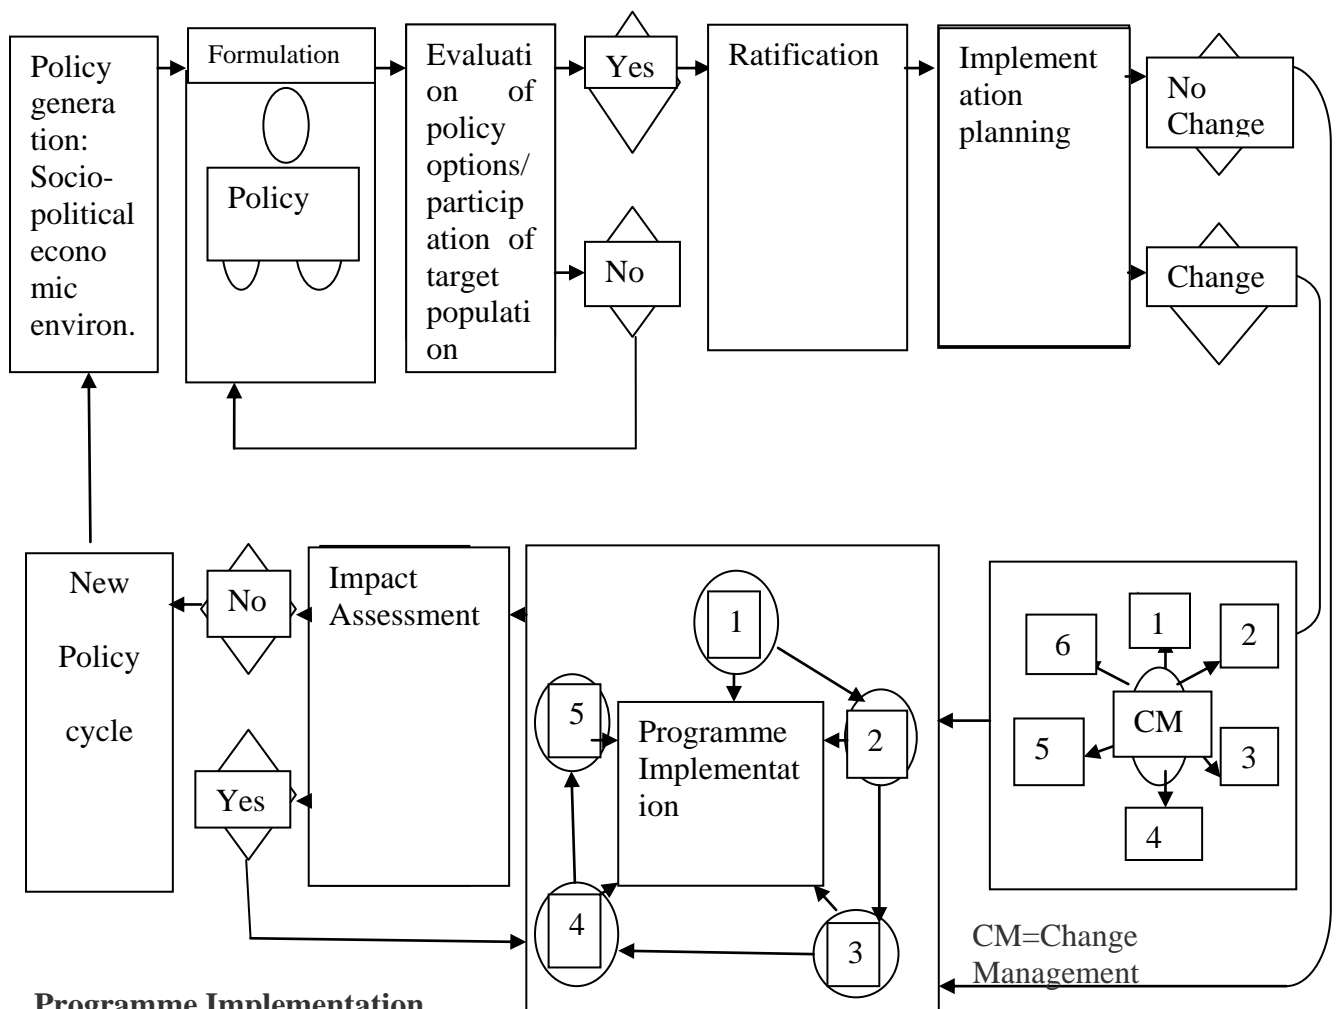 Policy
genera
tion:
Socio-
political
econo
mic
environ.
Formulation
Policy
Evaluati
on of
policy
options/
particip
ation of
target
populati
on
Yes
No
Ratification
Implement
ation
planning
No
Change
Change
New
Policy
cycle
No
Yes
Impact
Assessment
1
2
3
4
5
Programme
Implementat
ion
1
2
3
4
5
6
CM
CM=Change
Management
Programme Implementation